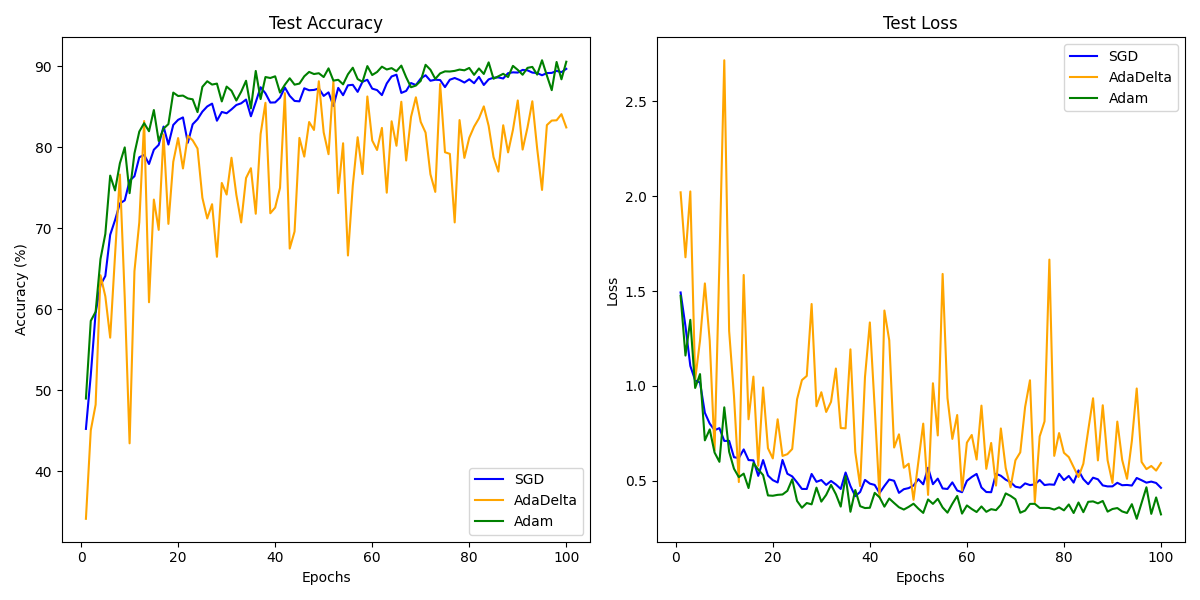 Test Accuracy
Accuracy (%)
90
80
70
60
50
40
0 20 40 60 80 100
Epochs
SGD
AdaDelta
Adam
Test Loss
Loss
2.5
2.0
1.5
1.0
0.5
0 20 40 60 80 100
Epochs
SGD
AdaDelta
Adam